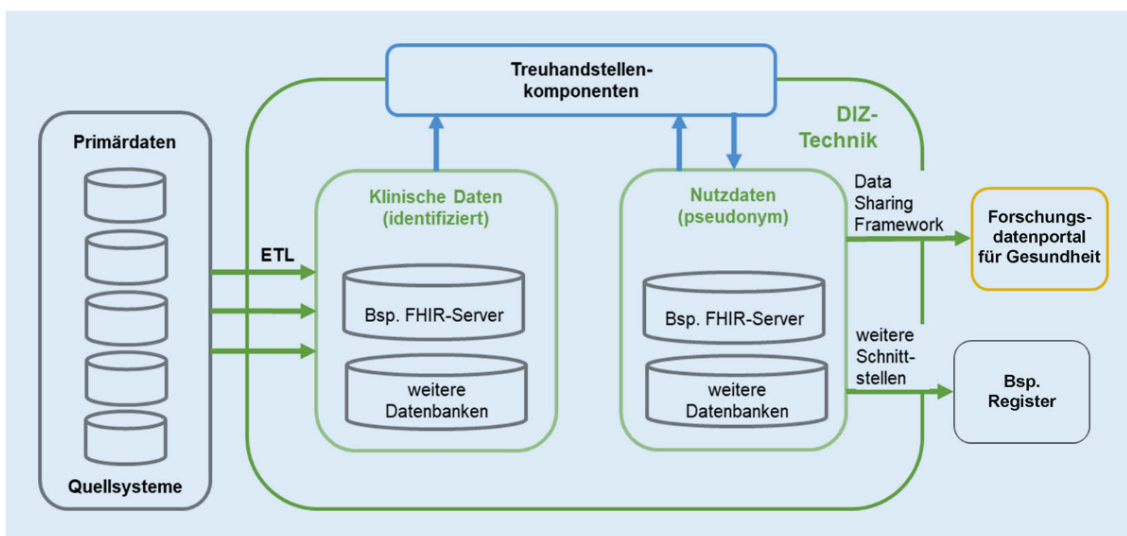 Treuhandstellen-
komponenten
Primärdaten
Quellsysteme
ETL
Klinische Daten
(identifiziert)
Bsp. FHIR-Server
weitere
Datenbanken
Nutzdaten
(pseudonym)
Bsp. FHIR-Server
weitere
Datenbanken
DIZ-
Technik
Data
Sharing
Framework
weitere
Schnitt-
stellen
Forschungs-
datenportal
für Gesundheit
Bsp.
Register